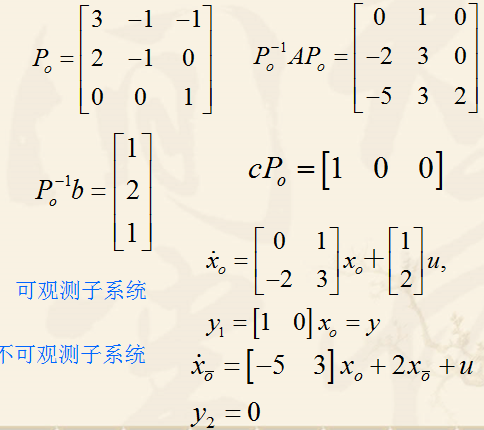 P_o = [3 -1 -1; 2 -1 0; 0 0 1]
P_o^{-1}AP_o = [0 1 0; -2 3 0; -5 3 2]
P_o^{-1}b = [1; 2; 1]
cP_o = [1 0 0]
可观测子系统
ẋ_o = [0 1; -2 3]x_o + [1; 2]u,
y_1 = [1 0]x_o = y
不可观测子系统
ẋ_ō = [-5 3]x_o + 2x_ō + u
y_2 = 0